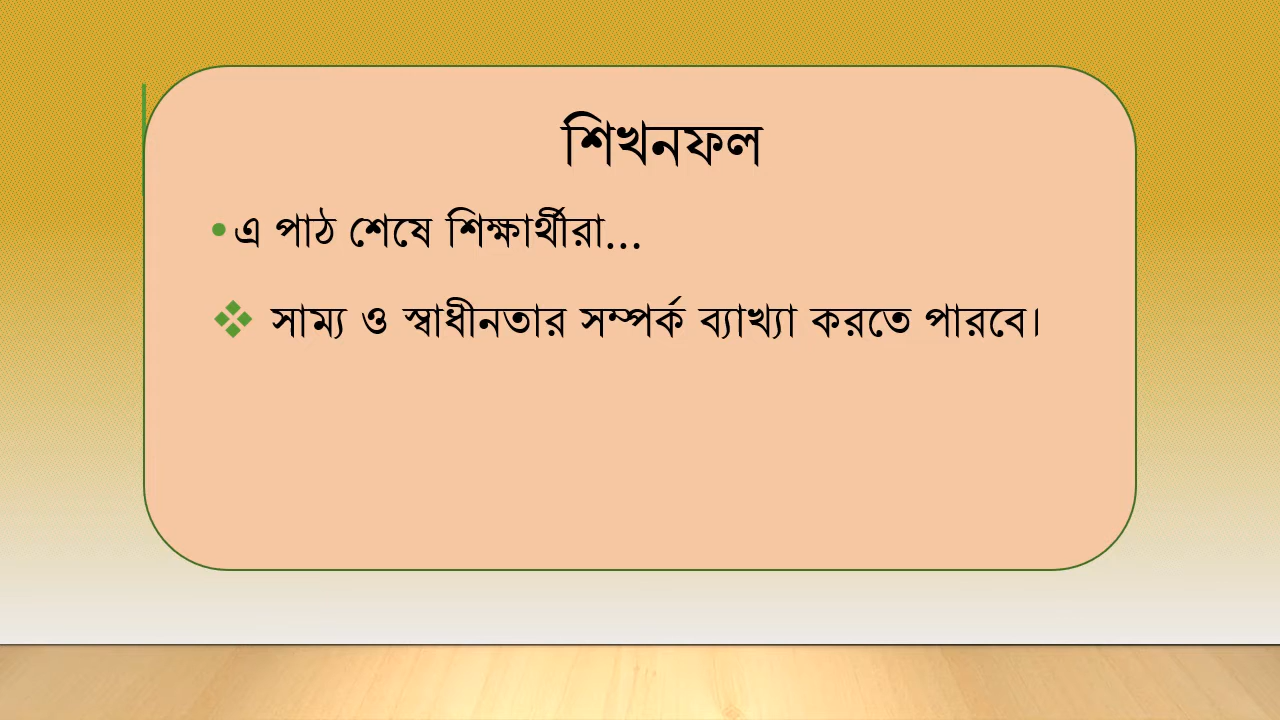 শিখনফল
•এ পাঠ শেষে শিক্ষার্থীরা...
❖ সাম্য ও স্বাধীনতার সম্পর্ক ব্যাখ্যা করতে পারবে।